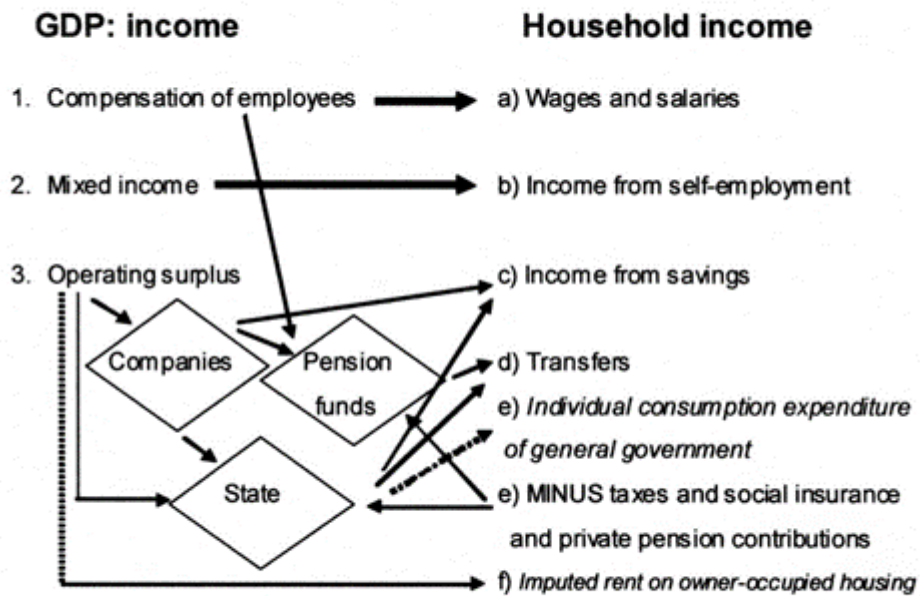 GDP: income
Household income
1. Compensation of employees
a) Wages and salaries
2. Mixed income
b) Income from self-employment
3. Operating surplus
c) Income from savings
Companies
Pension
funds
d) Transfers
e) Individual consumption expenditure
of general government
State
e) MINUS taxes and social insurance
and private pension contributions
f) Imputed rent on owner-occupied housing